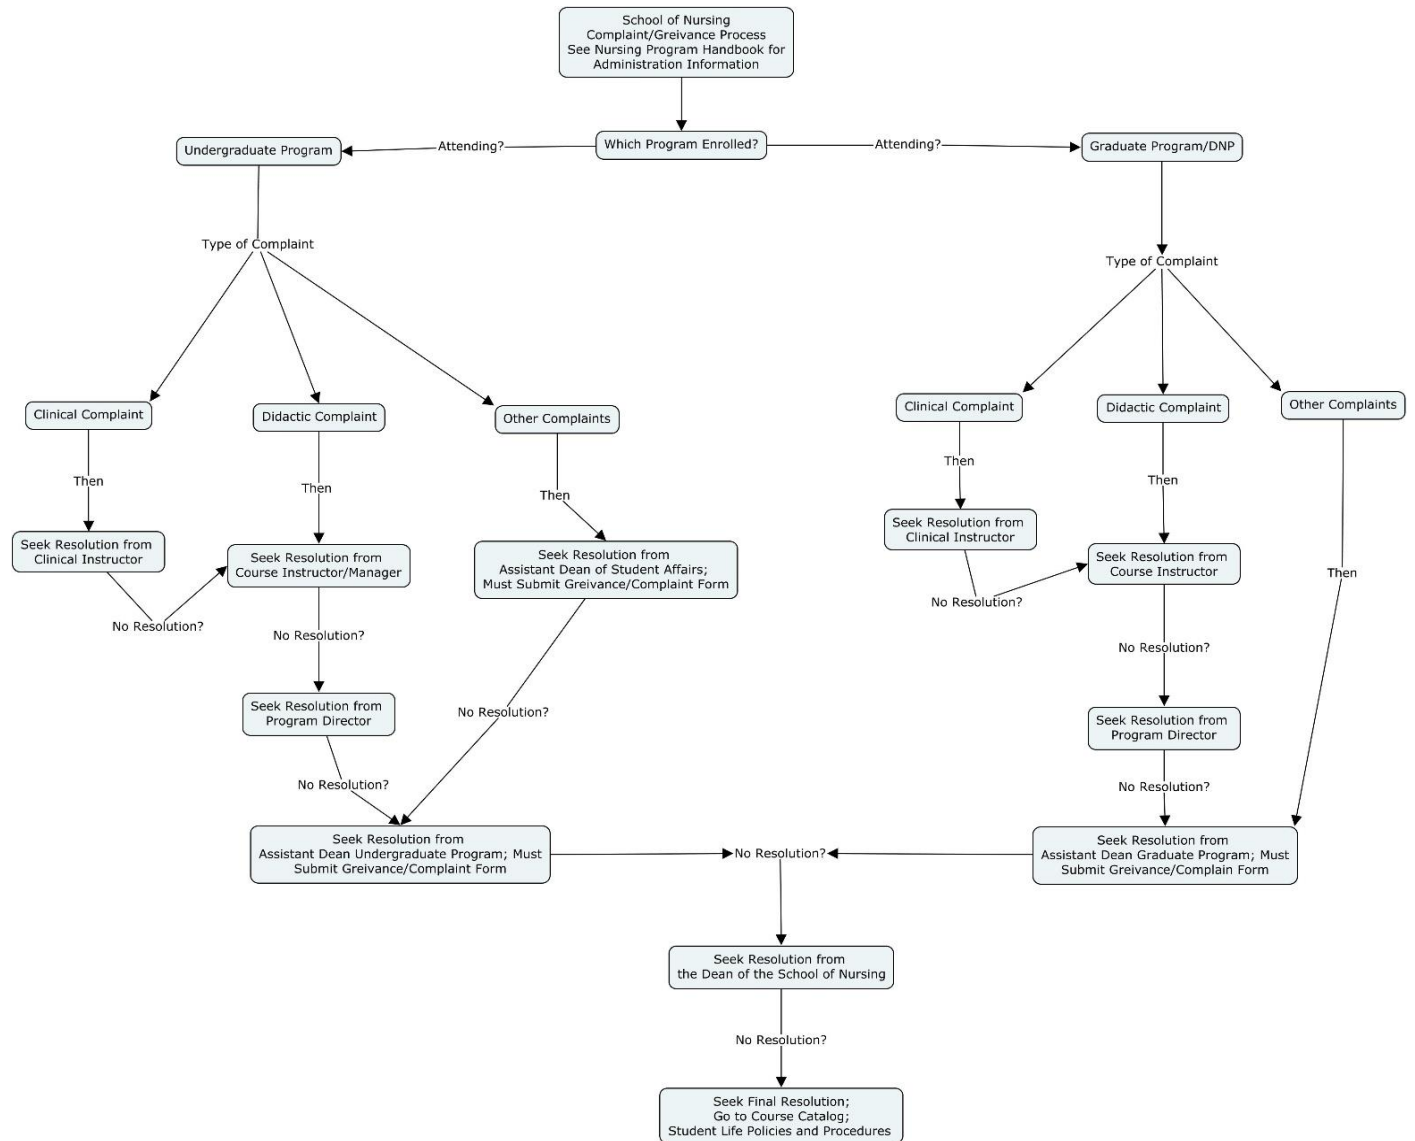 School of Nursing
Complaint/Greivance Process
See Nursing Program Handbook for
Administration Information
Undergraduate Program
Attending?
Which Program Enrolled?
Attending?
Graduate Program/DNP
Type of Complaint
Type of Complaint
Clinical Complaint
Didactic Complaint
Other Complaints
Clinical Complaint
Didactic Complaint
Other Complaints
Then
Then
Then
Then
Then
Then
Seek Resolution from
Clinical Instructor
Seek Resolution from
Course Instructor/Manager
Seek Resolution from
Assistant Dean of Student Affairs;
Must Submit Greivance/Complaint Form
Seek Resolution from
Clinical Instructor
Seek Resolution from
Course Instructor
No Resolution?
No Resolution?
No Resolution?
No Resolution?
Seek Resolution from
Program Director
No Resolution?
Seek Resolution from
Program Director
No Resolution?
No Resolution?
Seek Resolution from
Assistant Dean Undergraduate Program; Must
Submit Greivance/Complaint Form
No Resolution?
Seek Resolution from
Assistant Dean Graduate Program; Must
Submit Greivance/Complain Form
Seek Resolution from
the Dean of the School of Nursing
No Resolution?
Seek Final Resolution;
Go to Course Catalog;
Student Life Policies and Procedures